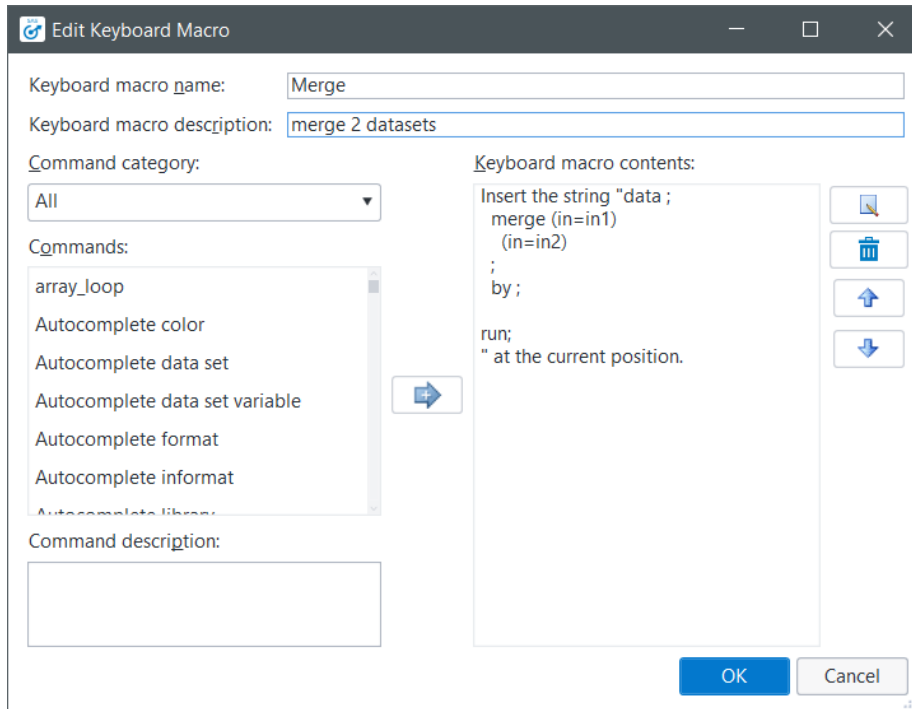 Edit Keyboard Macro
Keyboard macro name:
Merge
Keyboard macro description:
merge 2 datasets
Command category:
All
Commands:
array_loop
Autocomplete color
Autocomplete data set
Autocomplete data set variable
Autocomplete format
Autocomplete informat
Autocomplete library
Command description:
Keyboard macro contents:
Insert the string "data ;
merge (in=in1)
(in=in2)
;
by ;
run;
" at the current position.
OK
Cancel